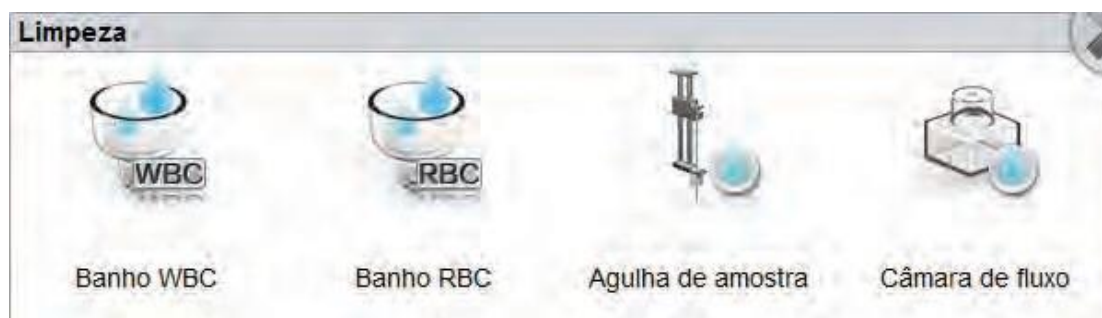 Limpeza
WBC
RBC
Banho WBC
Banho RBC
Agulha de amostra
Câmara de fluxo